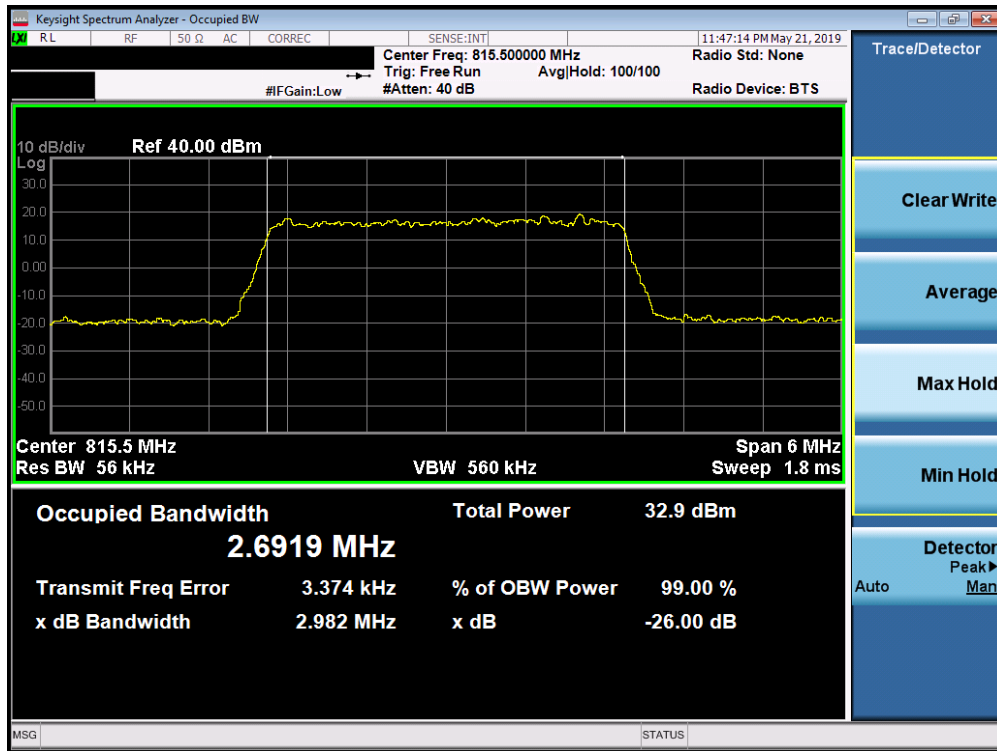 Keysight Spectrum Analyzer - Occupied BW
LXI RL RF 50 Ω AC CORREC SENSE:INT 11:47:14 PM May 21, 2019
Center Freq: 815.500000 MHz Radio Std: None
Trig: Free Run Avg|Hold: 100/100
#IFGain:Low #Atten: 40 dB Radio Device: BTS
10 dB/div Ref 40.00 dBm
Log
30.0
20.0
10.0
0.00
-10.0
-20.0
-30.0
-40.0
-50.0
Center 815.5 MHz Span 6 MHz
Res BW 56 kHz VBW 560 kHz Sweep 1.8 ms
Occupied Bandwidth Total Power 32.9 dBm
2.6919 MHz
Transmit Freq Error 3.374 kHz % of OBW Power 99.00 %
x dB Bandwidth 2.982 MHz x dB -26.00 dB
Trace/Detector
Clear Write
Average
Max Hold
Min Hold
Detector
Peak▶
Auto Man
MSG STATUS